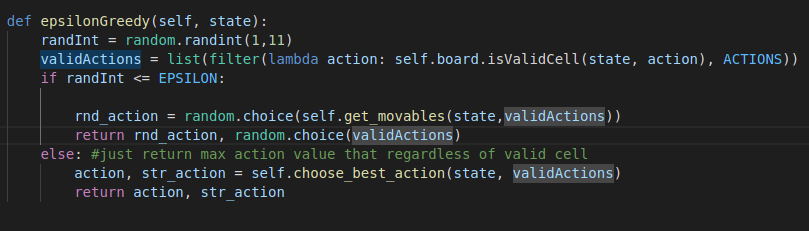 def epsilonGreedy(self, state):
    randInt = random.randint(1,11)
    validActions = list(filter(lambda action: self.board.isValidCell(state, action), ACTIONS))
    if randInt <= EPSILON:
        rnd_action = random.choice(self.get_movables(state,validActions))
        return rnd_action, random.choice(validActions)
    else: #just return max action value that regardless of valid cell
        action, str_action = self.choose_best_action(state, validActions)
        return action, str_action